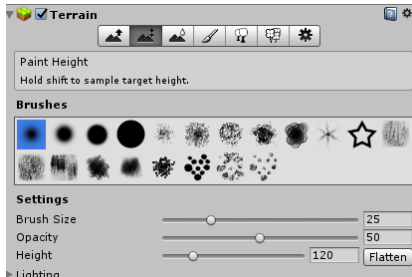 Terrain
Paint Height
Hold shift to sample target height.
Brushes
Settings
Brush Size 25
Opacity 50
Height 120 Flatten
Lighting